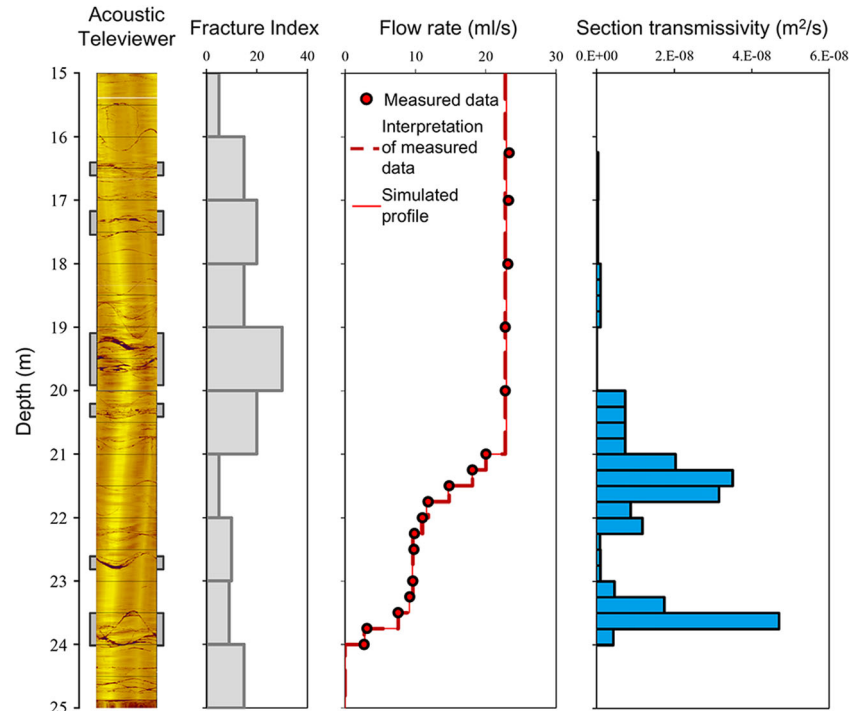 Acoustic
Televiewer
Fracture Index
Flow rate (ml/s)
Section transmissivity (m²/s)
0 20 40
0 10 20 30
0.E+00 2.E-08 4.E-08 6.E-08
Depth (m)
15
16
17
18
19
20
21
22
23
24
25
Measured data
Interpretation
of measured
data
Simulated
profile